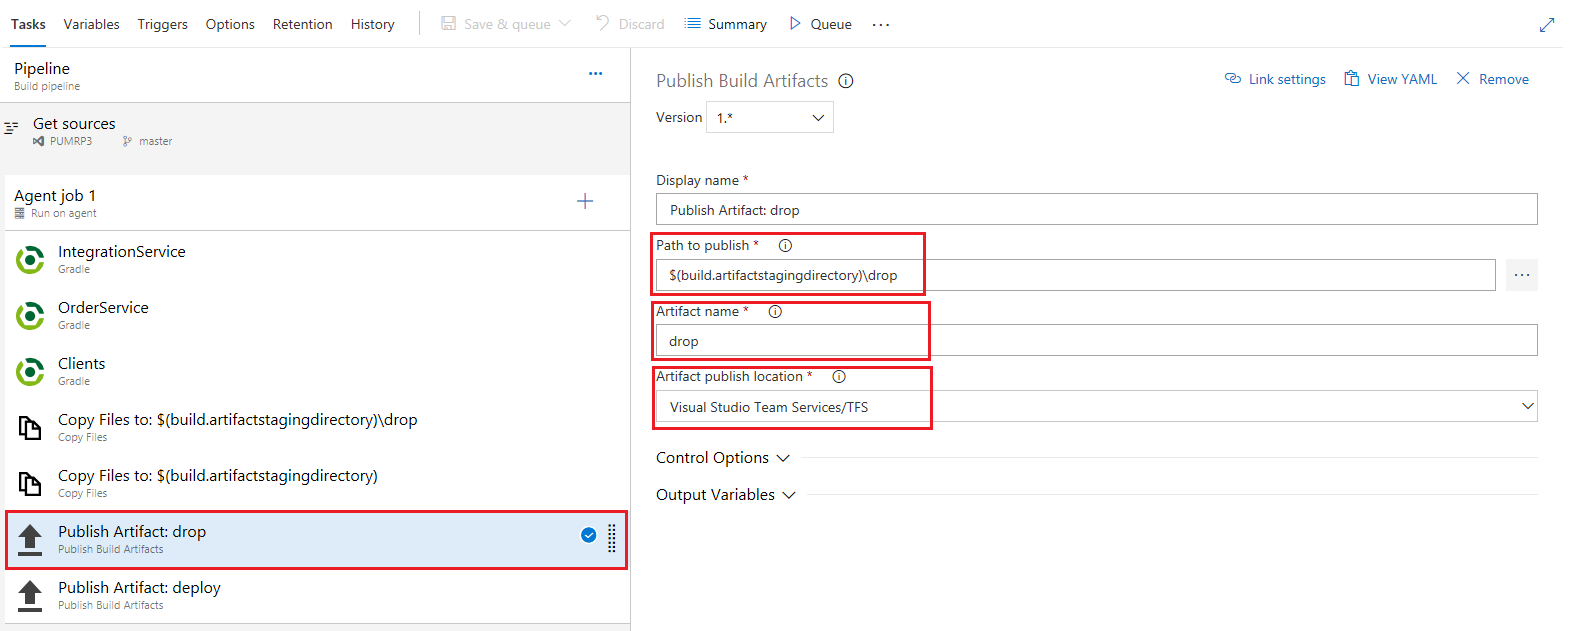 Tasks Variables Triggers Options Retention History Save & queue Discard Summary Queue ...
Pipeline ...
Build pipeline
Get sources
PUMRP3 master
Agent job 1
Run on agent
IntegrationService
Gradle
OrderService
Gradle
Clients
Gradle
Copy Files to: $(build.artifactstagingdirectory)\drop
Copy Files
Copy Files to: $(build.artifactstagingdirectory)
Copy Files
Publish Artifact: drop
Publish Build Artifacts
Publish Artifact: deploy
Publish Build Artifacts
Publish Build Artifacts Link settings View YAML Remove
Version 1.*
Display name *
Publish Artifact: drop
Path to publish *
$(build.artifactstagingdirectory)\drop ...
Artifact name *
drop
Artifact publish location *
Visual Studio Team Services/TFS
Control Options
Output Variables